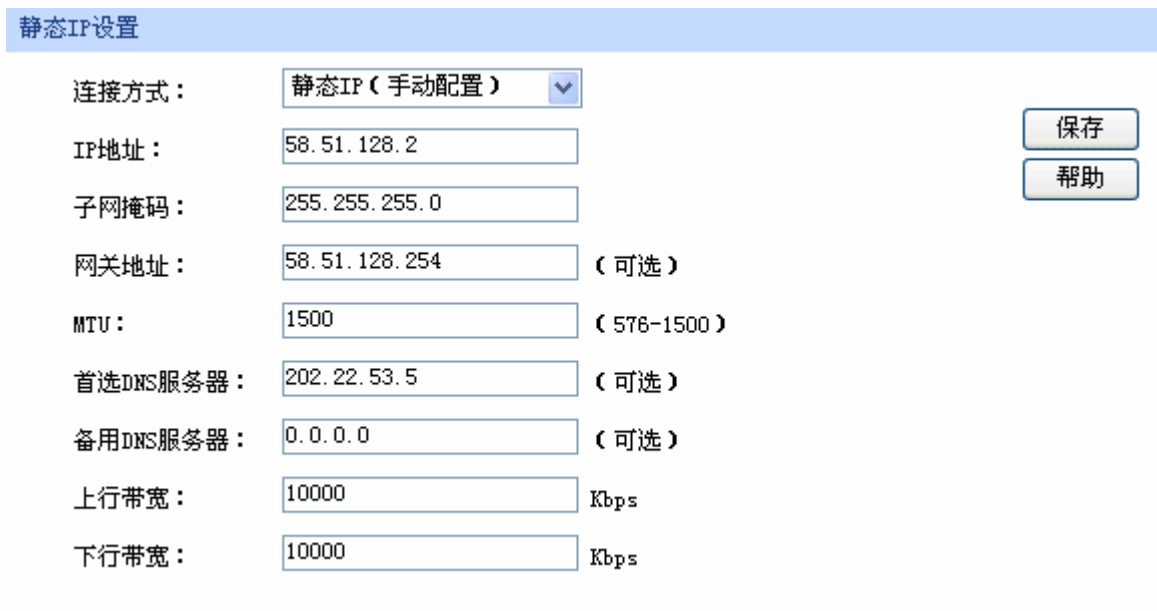 静态IP设置
连接方式： 静态IP（手动配置）
保存
IP地址： 58.51.128.2
帮助
子网掩码： 255.255.255.0
网关地址： 58.51.128.254 （可选）
MTU： 1500 （576-1500）
首选DNS服务器： 202.22.53.5 （可选）
备用DNS服务器： 0.0.0.0 （可选）
上行带宽： 10000 Kbps
下行带宽： 10000 Kbps